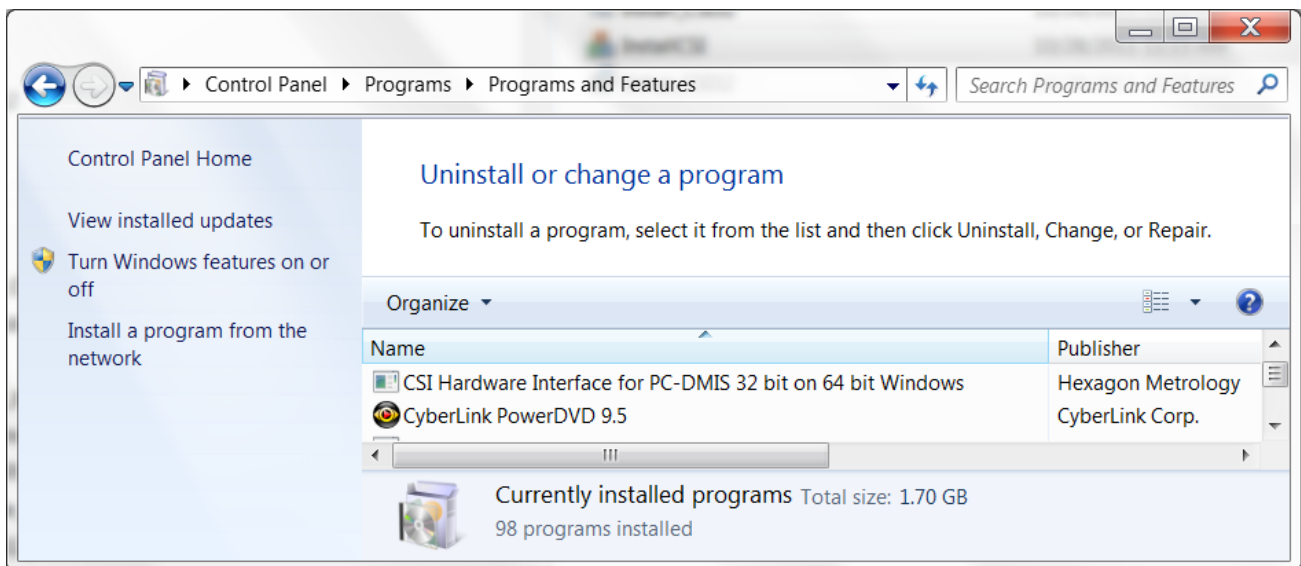 Control Panel Programs Programs and Features
Search Programs and Features
Control Panel Home
View installed updates
Turn Windows features on or
off
Install a program from the
network
Uninstall or change a program
To uninstall a program, select it from the list and then click Uninstall, Change, or Repair.
Organize
Name Publisher
CSI Hardware Interface for PC-DMIS 32 bit on 64 bit Windows Hexagon Metrology
CyberLink PowerDVD 9.5 CyberLink Corp.
Currently installed programs Total size: 1.70 GB
98 programs installed